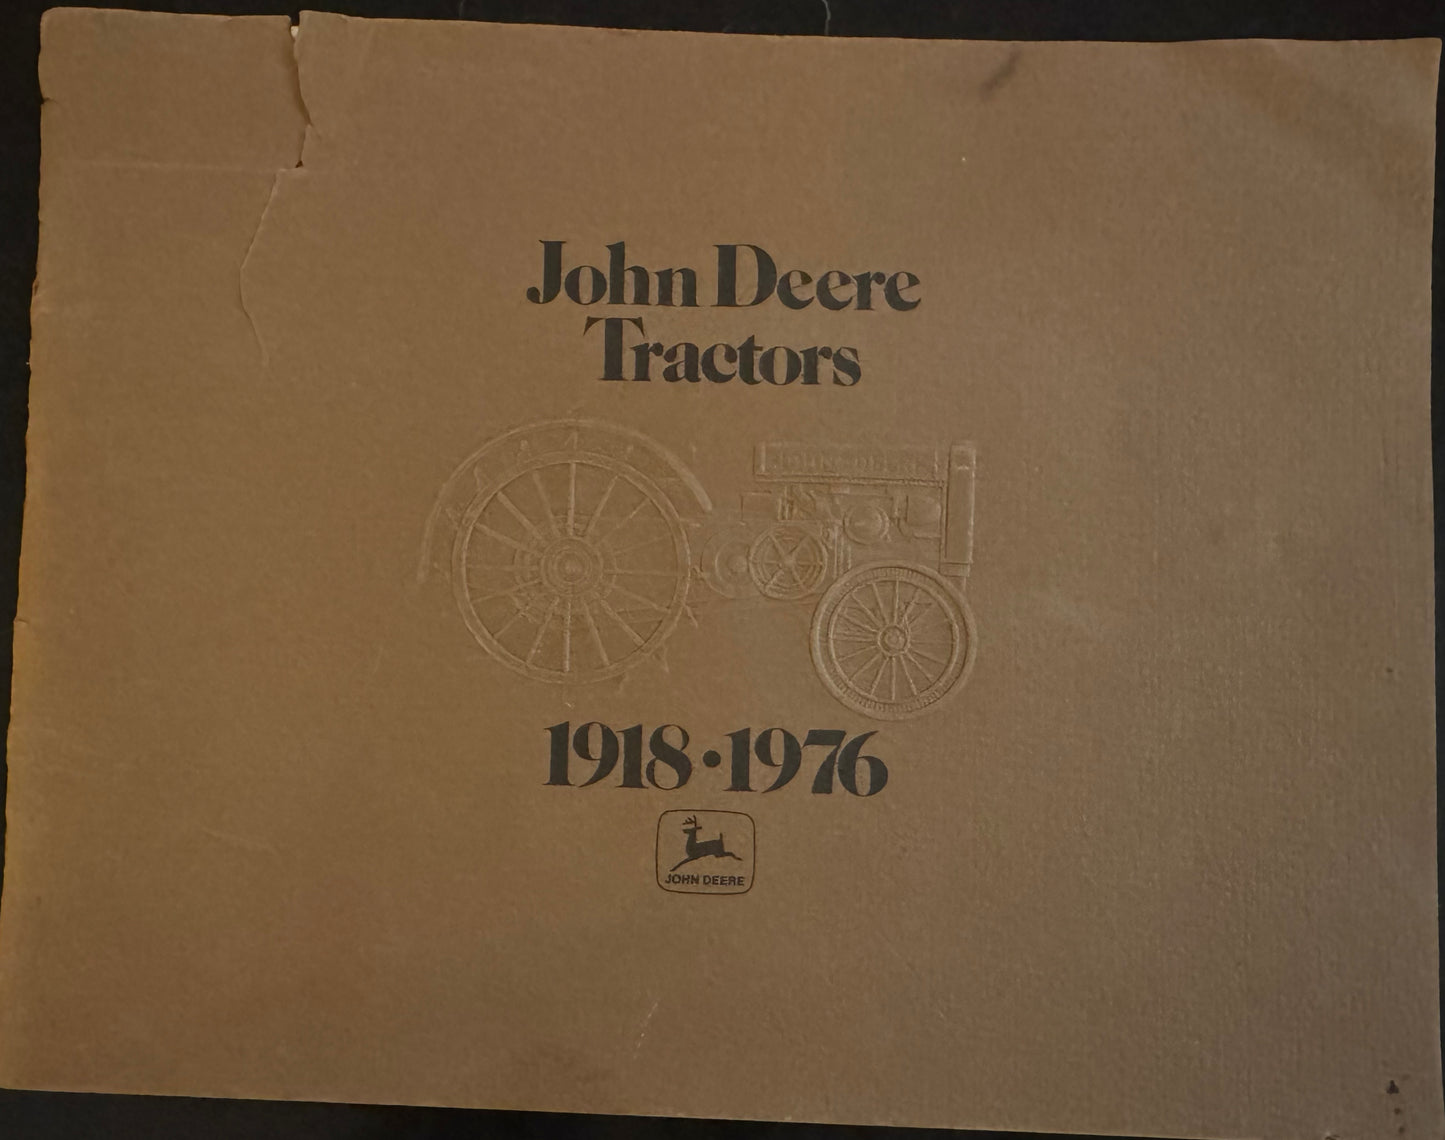 John Deere
Tractors
JOHN DEERE
1918•1976
JOHN DEERE